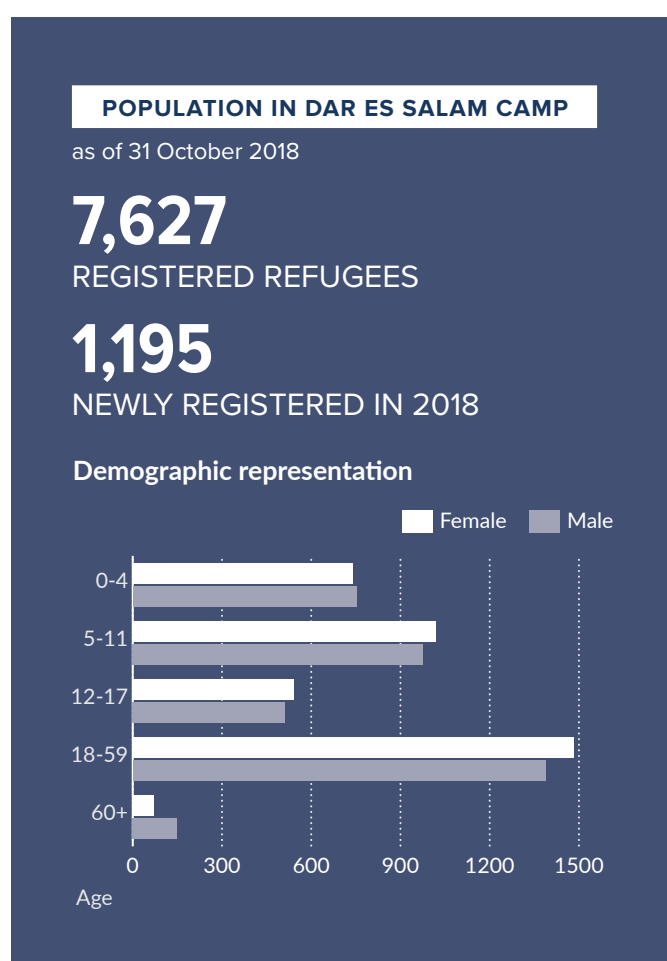 POPULATION IN DAR ES SALAM CAMP
as of 31 October 2018
7,627
REGISTERED REFUGEES
1,195
NEWLY REGISTERED IN 2018
Demographic representation
Female Male
0-4
5-11
12-17
18-59
60+
0 300 600 900 1200 1500
Age